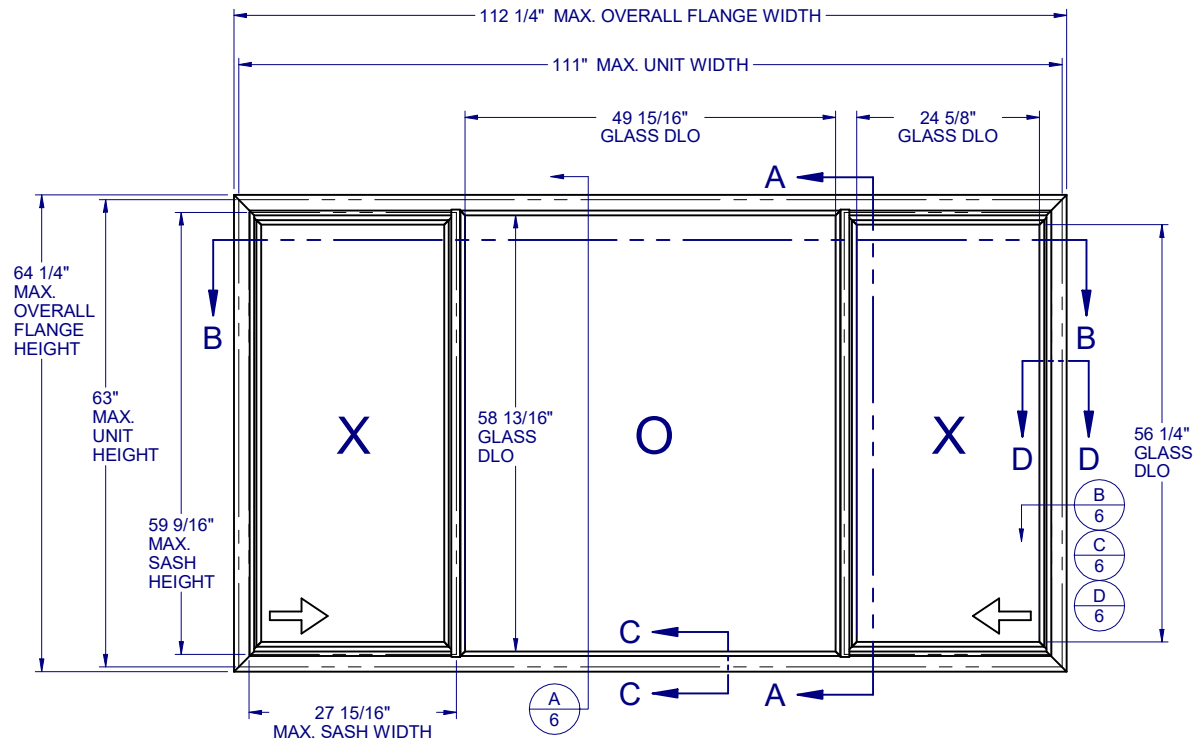 112 1/4" MAX. OVERALL FLANGE WIDTH
111" MAX. UNIT WIDTH
49 15/16"
GLASS DLO
24 5/8"
GLASS DLO
A
64 1/4"
MAX.
OVERALL
FLANGE
HEIGHT
B
B
63"
MAX.
UNIT
HEIGHT
58 13/16"
GLASS
DLO
X
O
X
D
D
56 1/4"
GLASS
DLO
59 9/16"
MAX.
SASH
HEIGHT
B
6
C
6
D
6
C
C
A
A
6
27 15/16"
MAX. SASH WIDTH